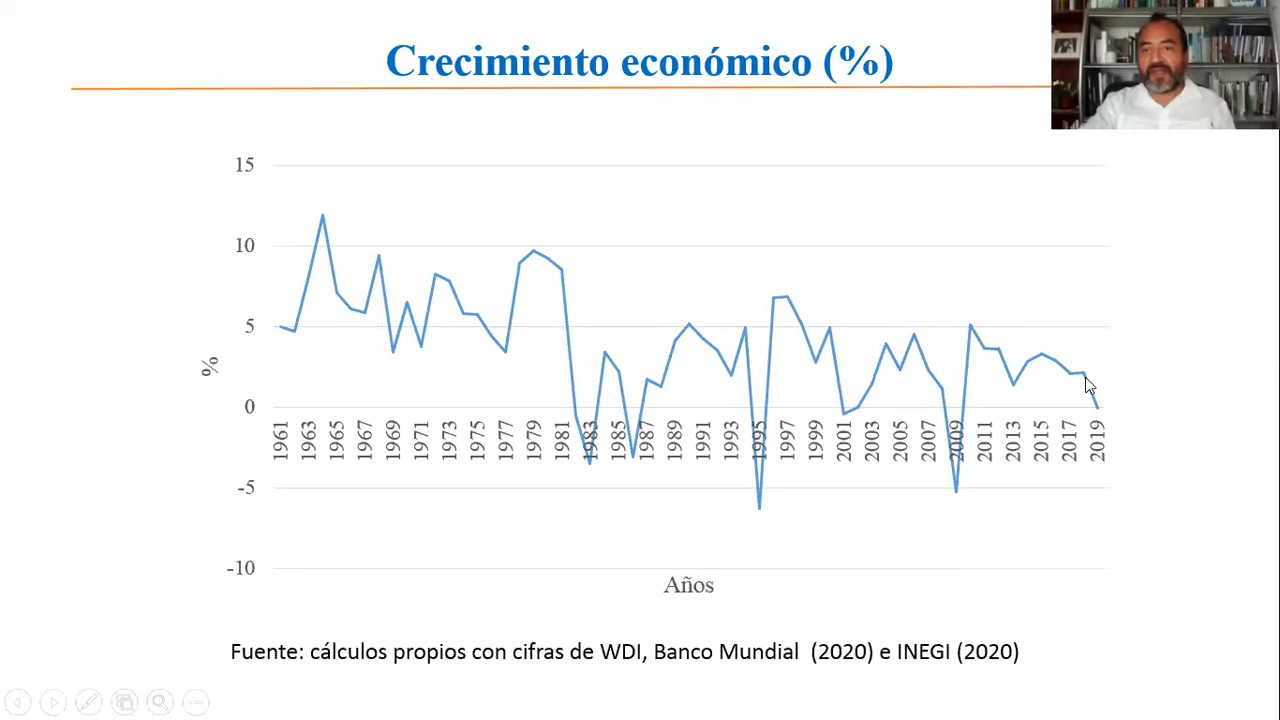 Crecimiento económico (%)
15
10
5
0
-5
-10
%
1961 1963 1965 1967 1969 1971 1973 1975 1977 1979 1981 1983 1985 1987 1989 1991 1993 1995 1997 1999 2001 2003 2005 2007 2009 2011 2013 2015 2017 2019
Años
Fuente: cálculos propios con cifras de WDI, Banco Mundial (2020) e INEGI (2020)